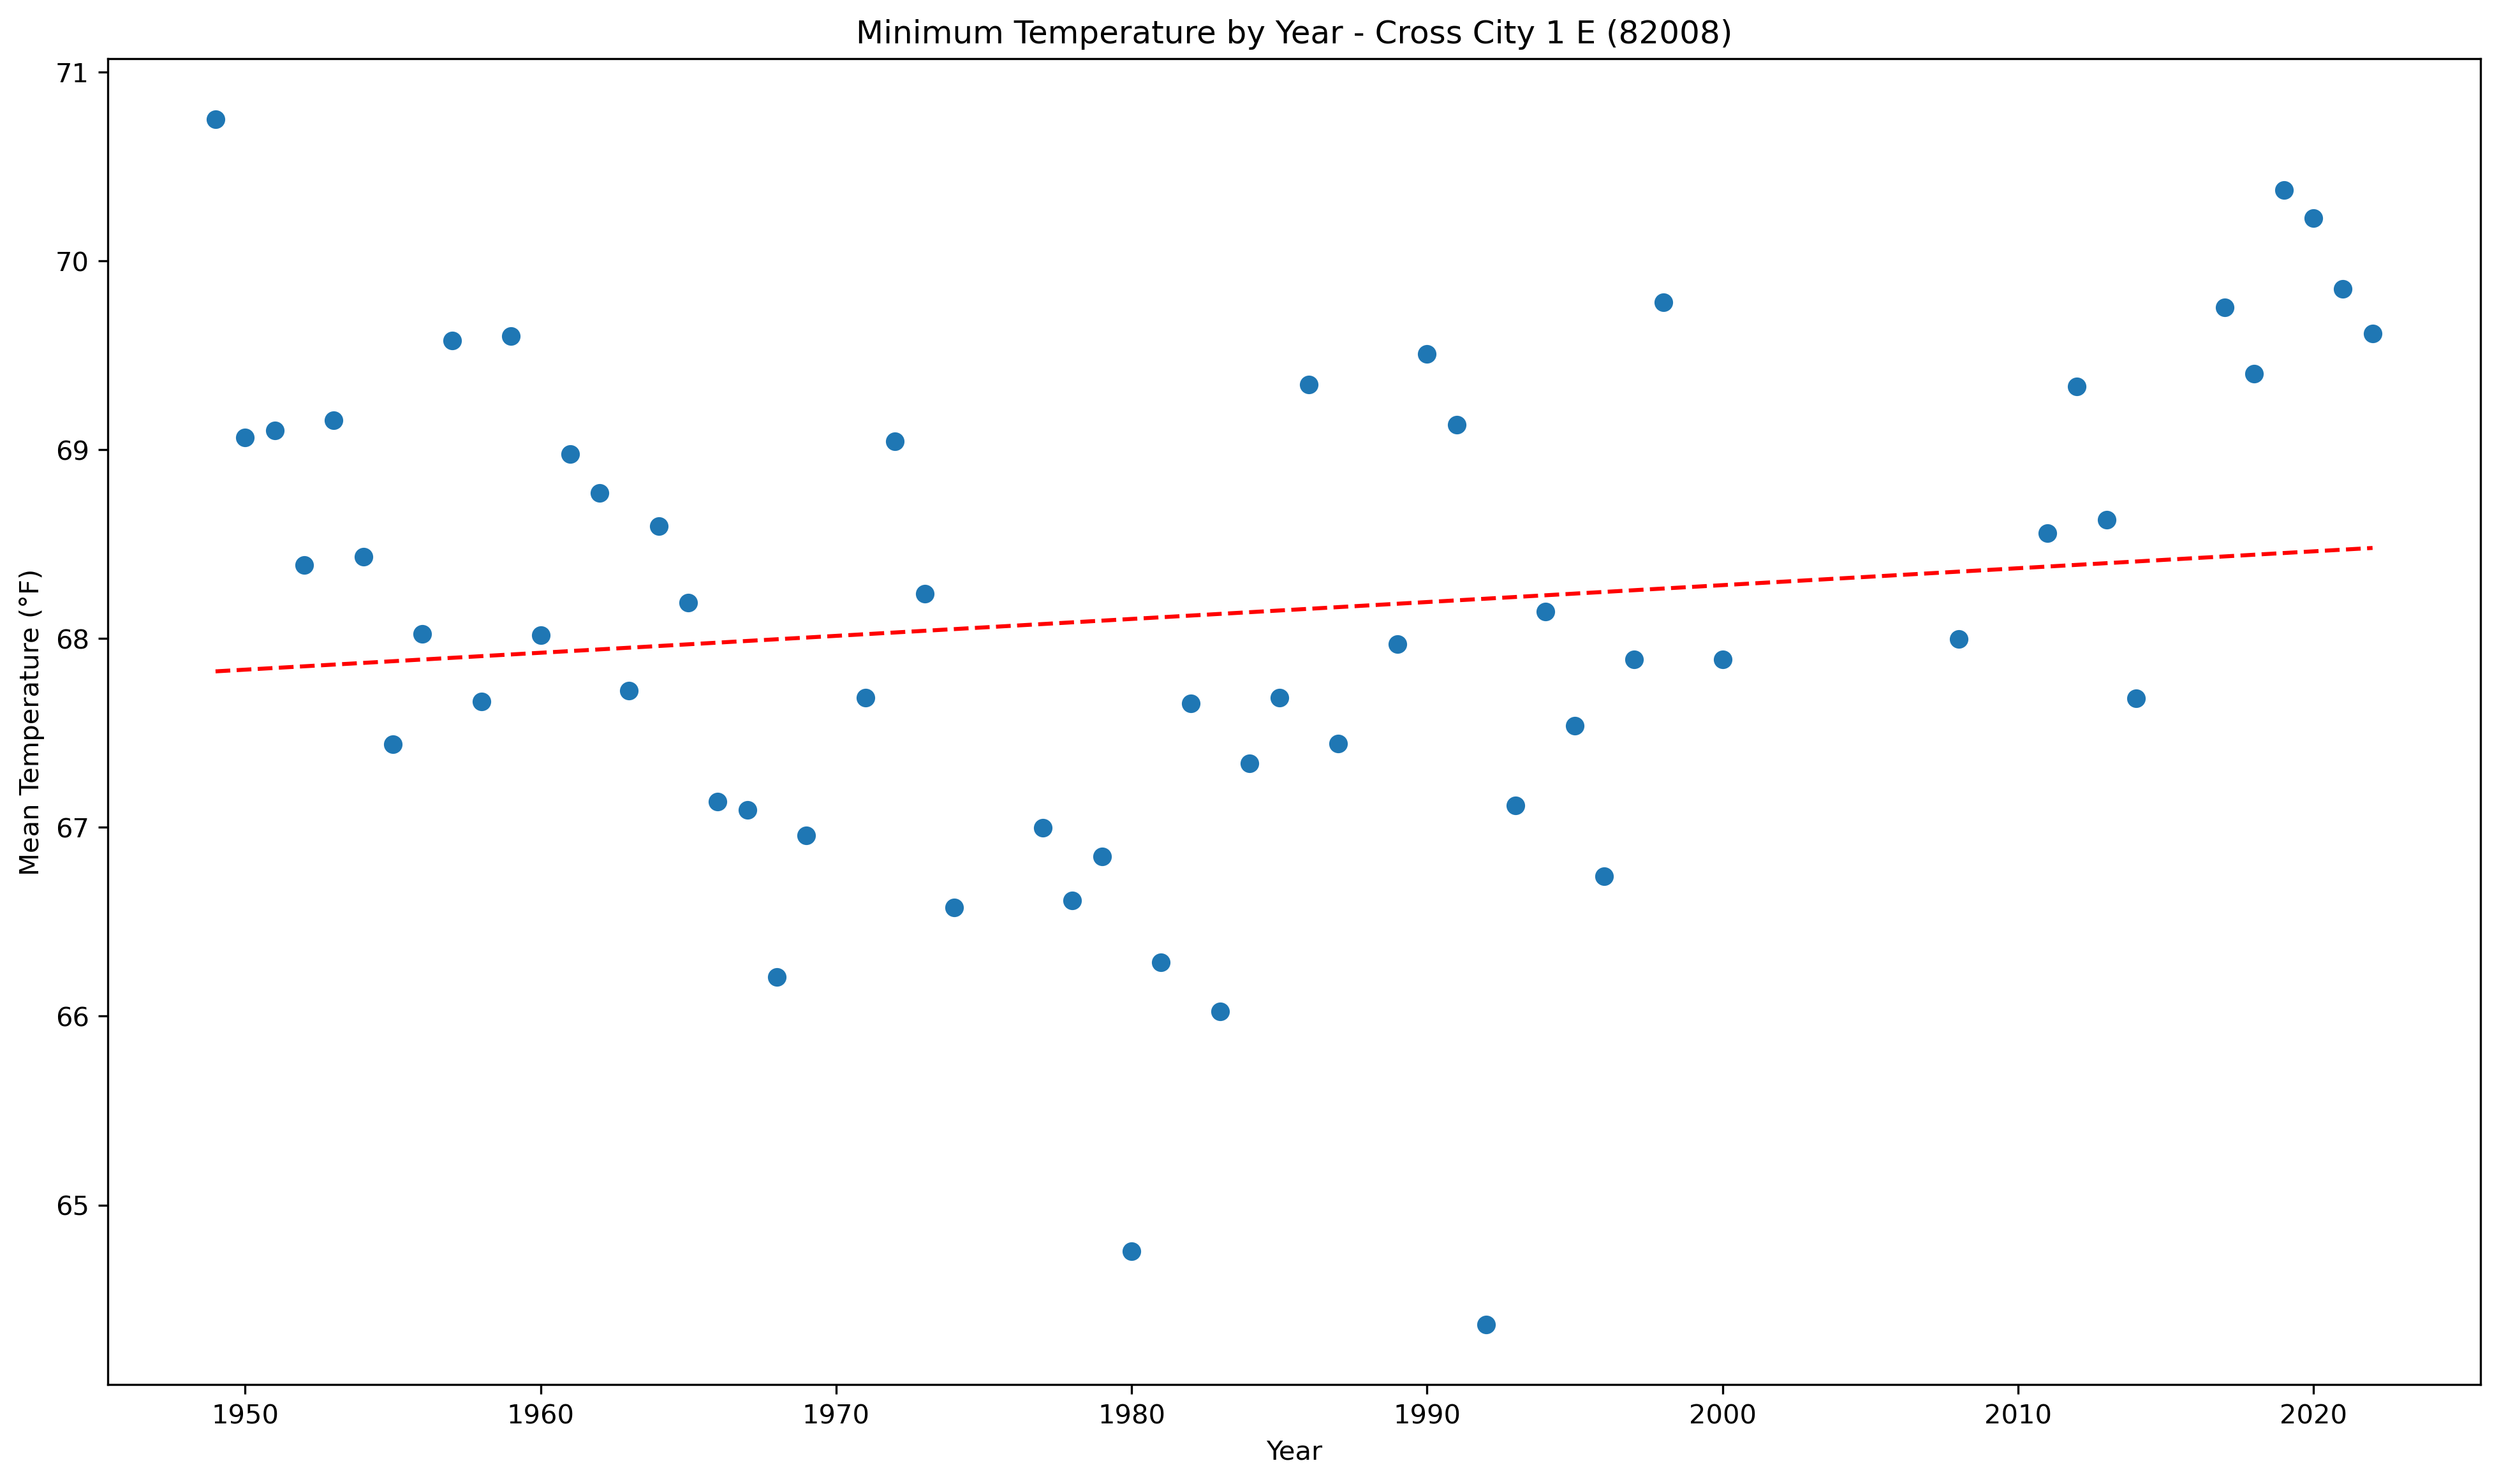 Minimum Temperature by Year - Cross City 1 E (82008)
71
70
69
68
67
66
65
Mean Temperature (°F)
1950 1960 1970 1980 1990 2000 2010 2020
Year